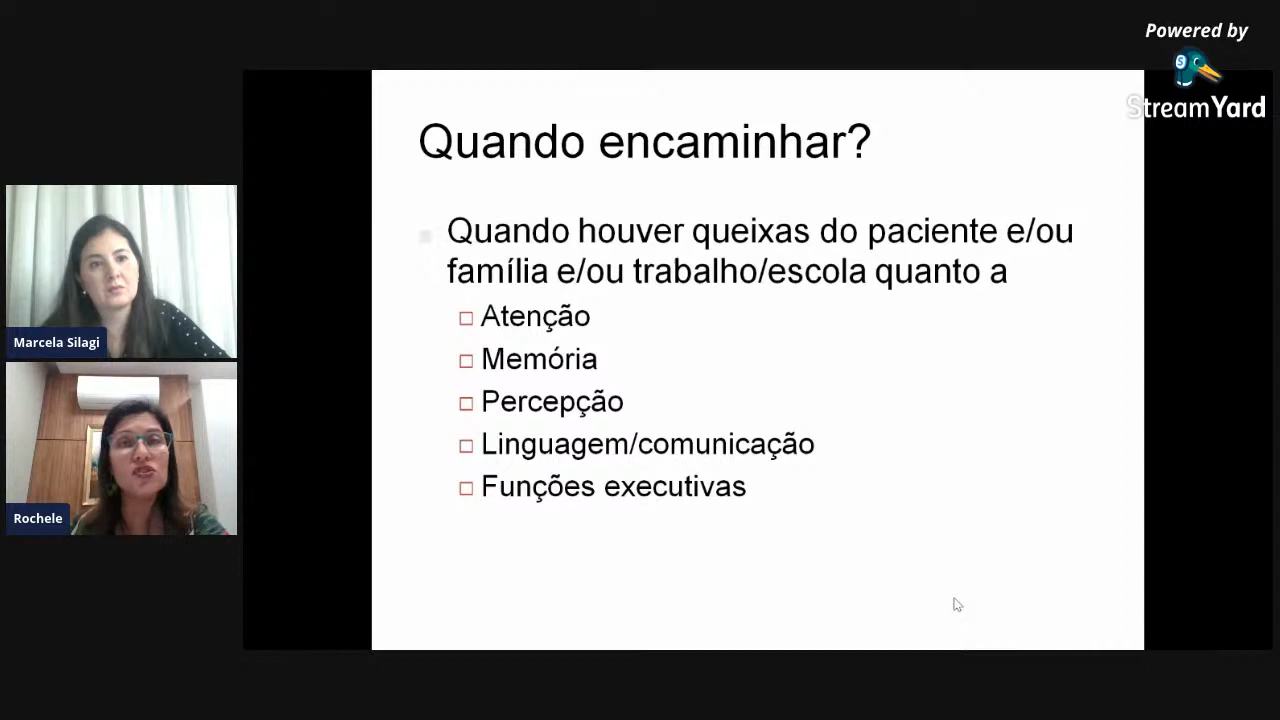 Powered by
StreamYard
Quando encaminhar?
Quando houver queixas do paciente e/ou
família e/ou trabalho/escola quanto a
Atenção
Memória
Percepção
Linguagem/comunicação
Funções executivas
Marcela Silagi
Rochele